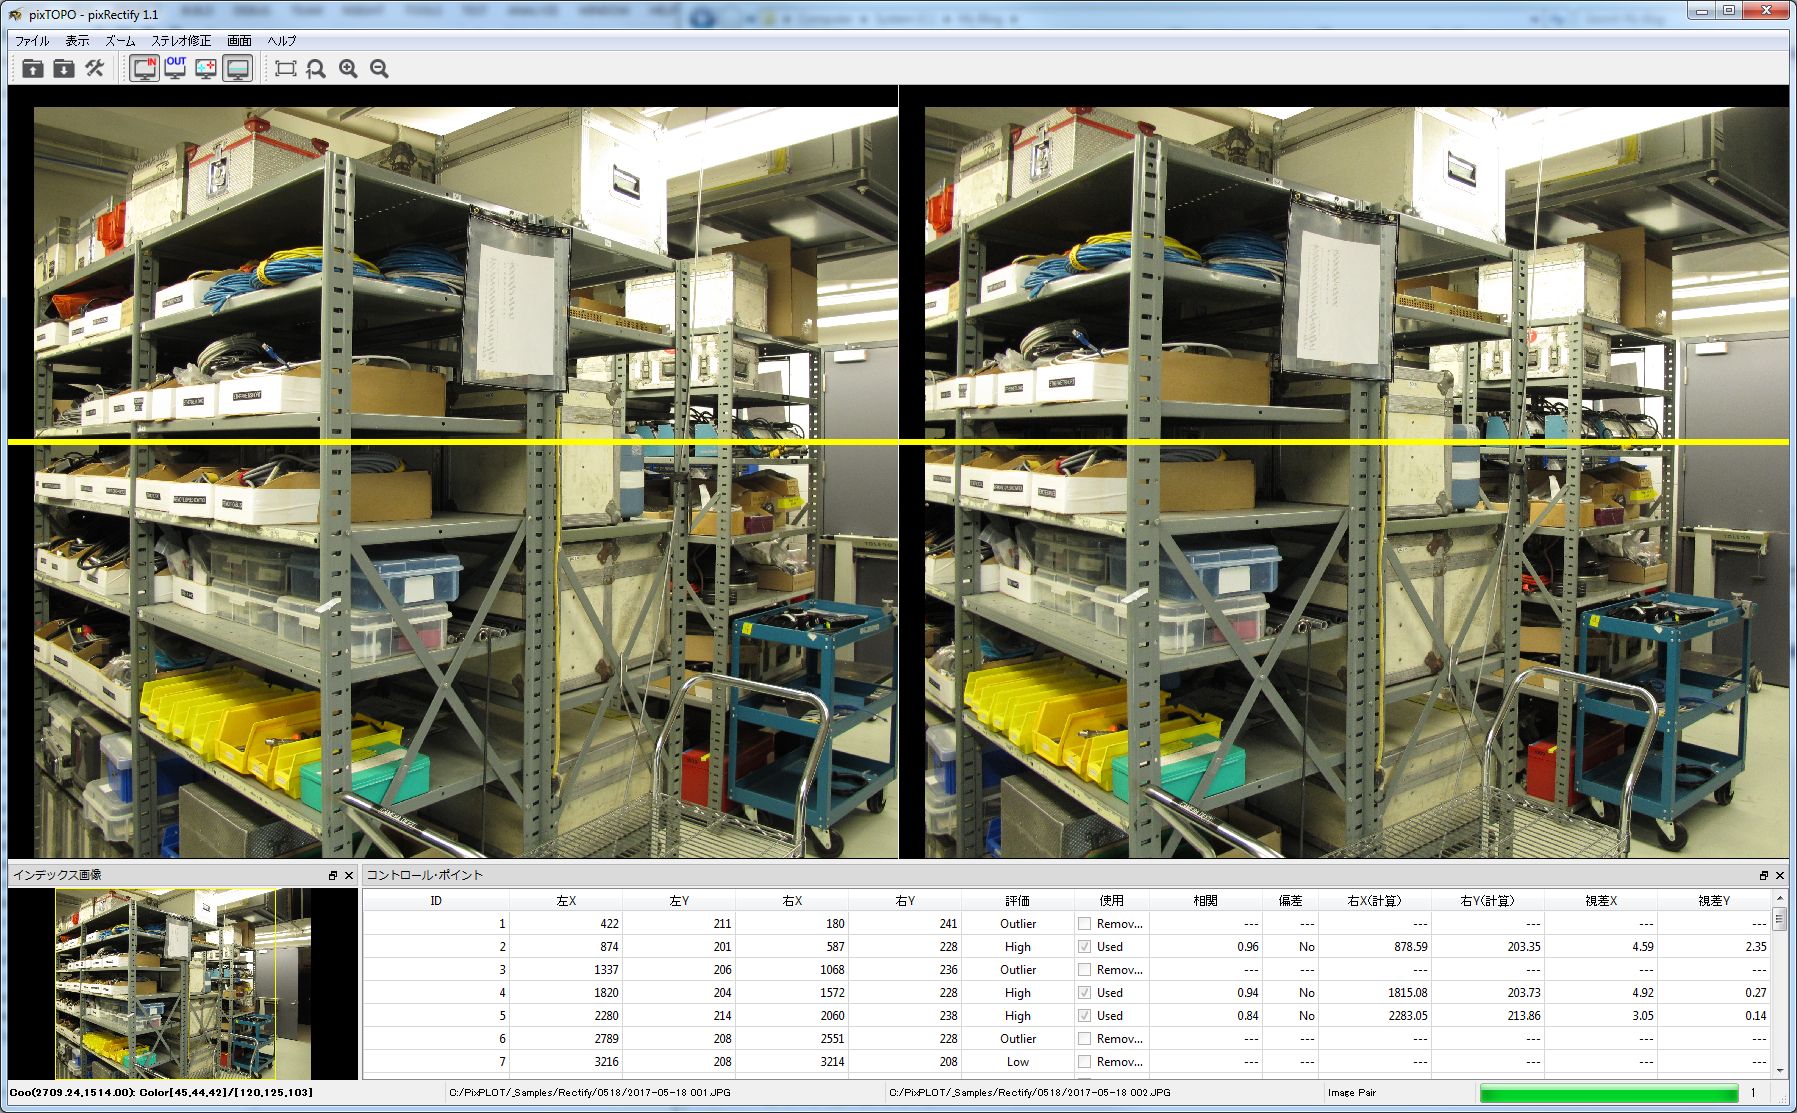 pixTOPO - pixRectify 1.1
ファイル 表示 ズーム ステレオ修正 画面 ヘルプ
IN OUT
インデックス画像
コントロール・ポイント
ID 左X 左Y 右X 右Y 評価 使用 相関 偏差 右X(計算) 右Y(計算) 視差X 視差Y
1 422 211 180 241 Outlier Remov... --- --- --- --- --- ---
2 874 201 587 228 High Used 0.96 No 878.59 203.35 4.59 2.35
3 1337 206 1068 236 Outlier Remov... --- --- --- --- --- ---
4 1820 204 1572 228 High Used 0.94 No 1815.08 203.73 4.92 0.27
5 2280 214 2060 238 High Used 0.84 No 2283.05 213.86 3.05 0.14
6 2789 208 2551 228 Outlier Remov... --- --- --- --- --- ---
7 3216 208 3214 208 Low Remov... --- --- --- --- --- ---
Coo(2709.24,1514.00): Color[45,44,42]/[120,125,103] C:/PixPLOT/_Samples/Rectify/0518/2017-05-18 001.JPG C:/PixPLOT/_Samples/Rectify/0518/2017-05-18 002.JPG Image Pair 1